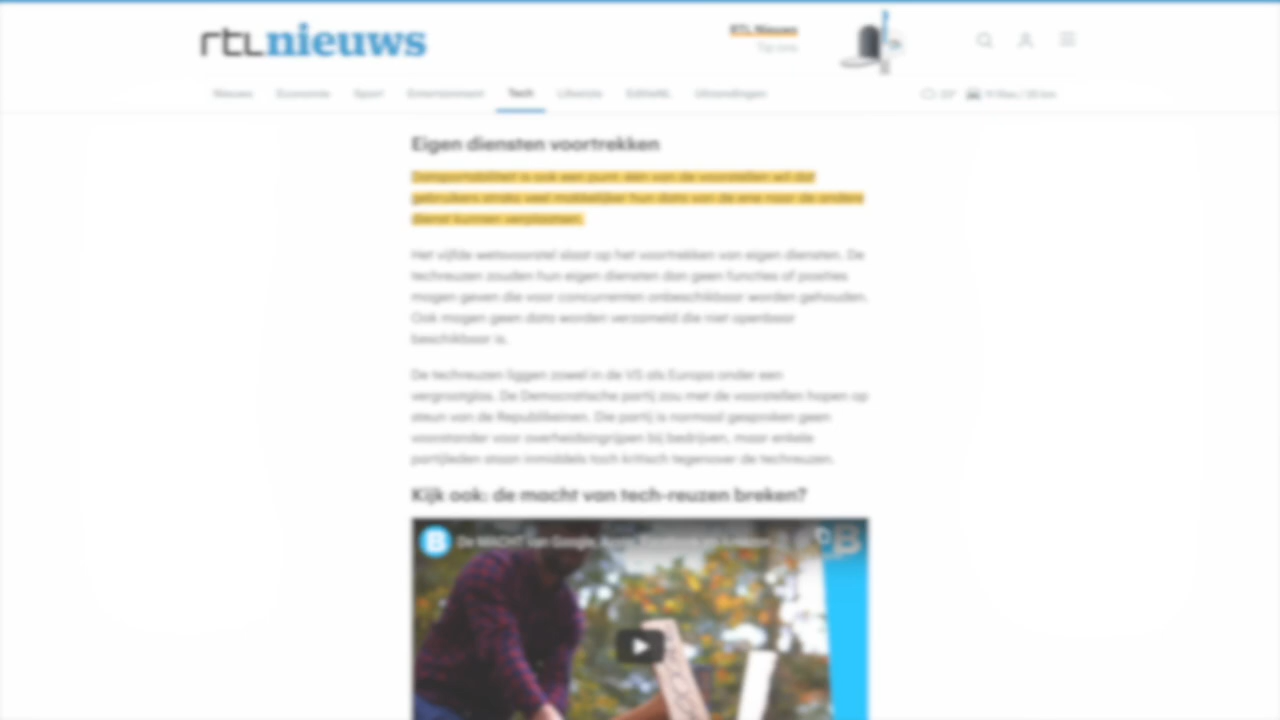 rtlnieuws
RTL Nieuws
Nieuws Economie Sport Entertainment Tech Lifestyle EditieNL Uitzendingen
Eigen diensten voortrekken
Dataportabiliteit is ook een punt: één van de voorstellen wil dat
gebruikers straks veel makkelijker hun data van de ene naar de andere
dienst kunnen verplaatsen.
Het vijfde wetsvoorstel slaat op het voortrekken van eigen diensten. De
techreuzen zouden hun eigen diensten dan geen functies of posities
mogen geven die voor concurrenten onbeschikbaar worden gehouden.
Ook mogen geen data worden verzameld die niet openbaar
beschikbaar is.
De techreuzen liggen zowel in de VS als Europa onder een
vergrootglas. De Democratische partij zou met de voorstellen hopen op
steun van de Republikeinen. Die partij is normaal gesproken geen
voorstander voor overheidsingrijpen bij bedrijven, maar enkele
partijleden staan inmiddels toch kritisch tegenover de techreuzen.
Kijk ook: de macht van tech-reuzen breken?
B De MACHT van Google, Apple, Facebook en Amazon B